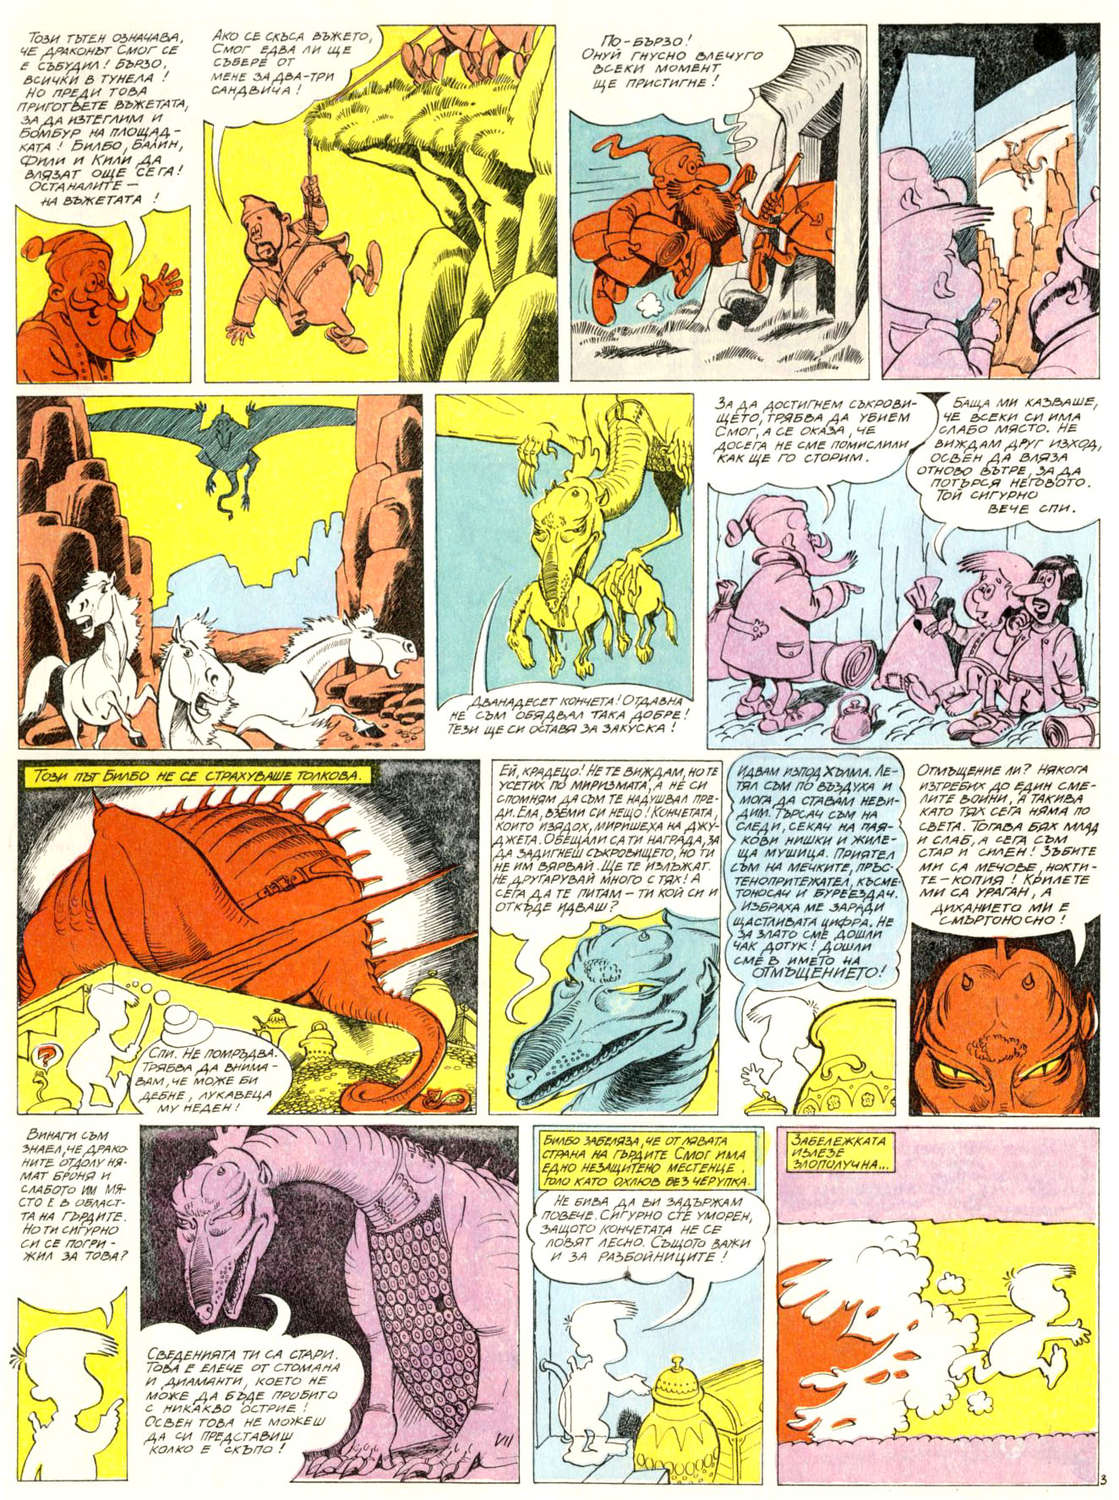 Този тътен означава,
че драконът Смог се
е събудил! Бързо,
всички в тунела!
Но преди това
пригответе въжетата,
за да изтеглим и
Бомбур на площад-
ката! Билбо, Балин,
Фили и Кили да
влязат още сега!
Останалите —
на въжетата!
Ако се скъса въжето,
Смог едва ли ще
събере от
мене за два-три
сандвича!
По-бързо!
Онуй гнусно влечуго
всеки момент
ще пристигне!
Дванадесет кончета! Отдавна
не съм обядвал така добре!
Тези ще си оставя за закуска!
За да достигнем съкрови-
щето, трябва да убием
Смог, а се оказа, че
досега не сме помислили
как ще го сторим.
Баща ми казваше,
че всеки си има
слабо място. Не
виждам друг изход,
освен да вляза
отново вътре, за да
потърся неговото.
Той сигурно
вече спи.
Този път Билбо не се страхуваше толкова.
?
Спи. Не помръдва.
Трябва да внима-
вам, че може би
дебне, лукавеца
му неден!
Ей, крадецо! Не те виждам, но те
усетих по миризмата, а не си
спомням да съм те надушвал пре-
ди. Ела, вземи си нещо! Кончетата,
които изядох, миришеха на джу-
джета. Обещали са ти награда, за
да задигнеш съкровището, но ти
не им вярвай. Ще те излъжат.
Не другарувай много с тях! А
сега да те питам — ти кой си и
откъде идваш?
Идвам изпод хълма. Ле-
тял съм по въздуха и
мога да ставам неви-
дим. Търсач съм на
следи, секач на пая-
кови нишки и жиле-
ща мушица. Приятел
съм на мечките, пръс-
тенопритежател, късме-
тоносач и буреездач.
Избраха ме заради
щастливата цифра. Не
за злато сме дошли
чак дотук! Дошли
сме в името на
отмъщението!
Отмъщение ли? Някога
изгребих до един сме-
лите воини, а такива
като тях сега няма по
света. Тогава бях млад
и слаб, а сега съм
стар и силен! Зъбите
ми са мечове, нокти-
те – копия! Крилете
ми са ураган, а
диханието ми е
смъртоносно!
Винаги съм
знаел, че драко-
ните отдолу ня-
мат броня и
слабото им мя-
сто е в област-
та на гърдите.
Но ти сигурно
си се погри-
жил за това?
Сведенията ти са стари.
Това е елече от стомана
и диаманти, което не
може да бъде пробито
с никакво острие!
Освен това не можеш
да си представиш
колко е скъпо!
VII
Билбо забеляза, че от лявата
страна на гърдите Смог има
едно незащитено местенце,
голо като охлюв без черупка.
Не бива да ви задържам
повече. Сигурно сте уморен,
защото кончетата не се
ловят лесно. Същото важи
и за разбойниците!
Забележката
излезе
злополучна...
3